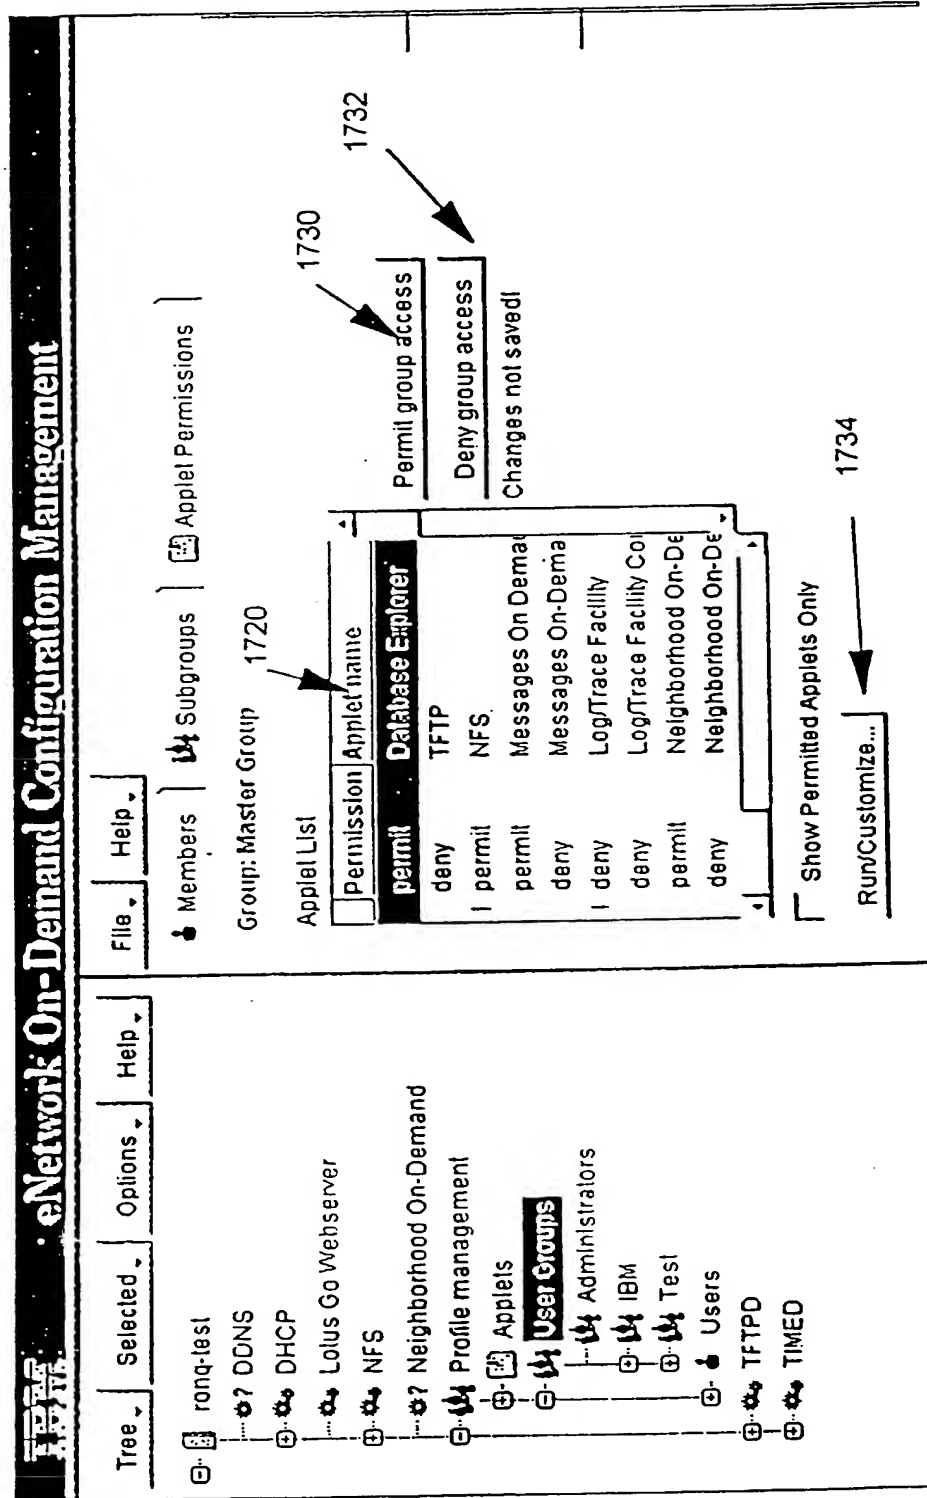 IBM eNetwork On-Demand Configuration Management
Tree Selected Options Help
ronq-test
? DDNS
DHCP
Lotus Go Webserver
NFS
? Neighborhood On-Demand
Profile management
Applets
User Groups
Administrators
IBM
Test
Users
TFTPD
TIMED
File Help
Members Subgroups Applet Permissions
Group: Master Group
1720
Applet List
Permission Applet name
permit Database Explorer
deny TFTP
permit NFS
permit Messages On Demar
deny Messages On-Dema
deny Log/Trace Facility
deny Log/Trace Facility Co
permit Neighborhood On-De
deny Neighborhood On-De
1730
Permit group access
1732
Deny group access
Changes not saved!
Show Permitted Applets Only
Run/Customize...
1734